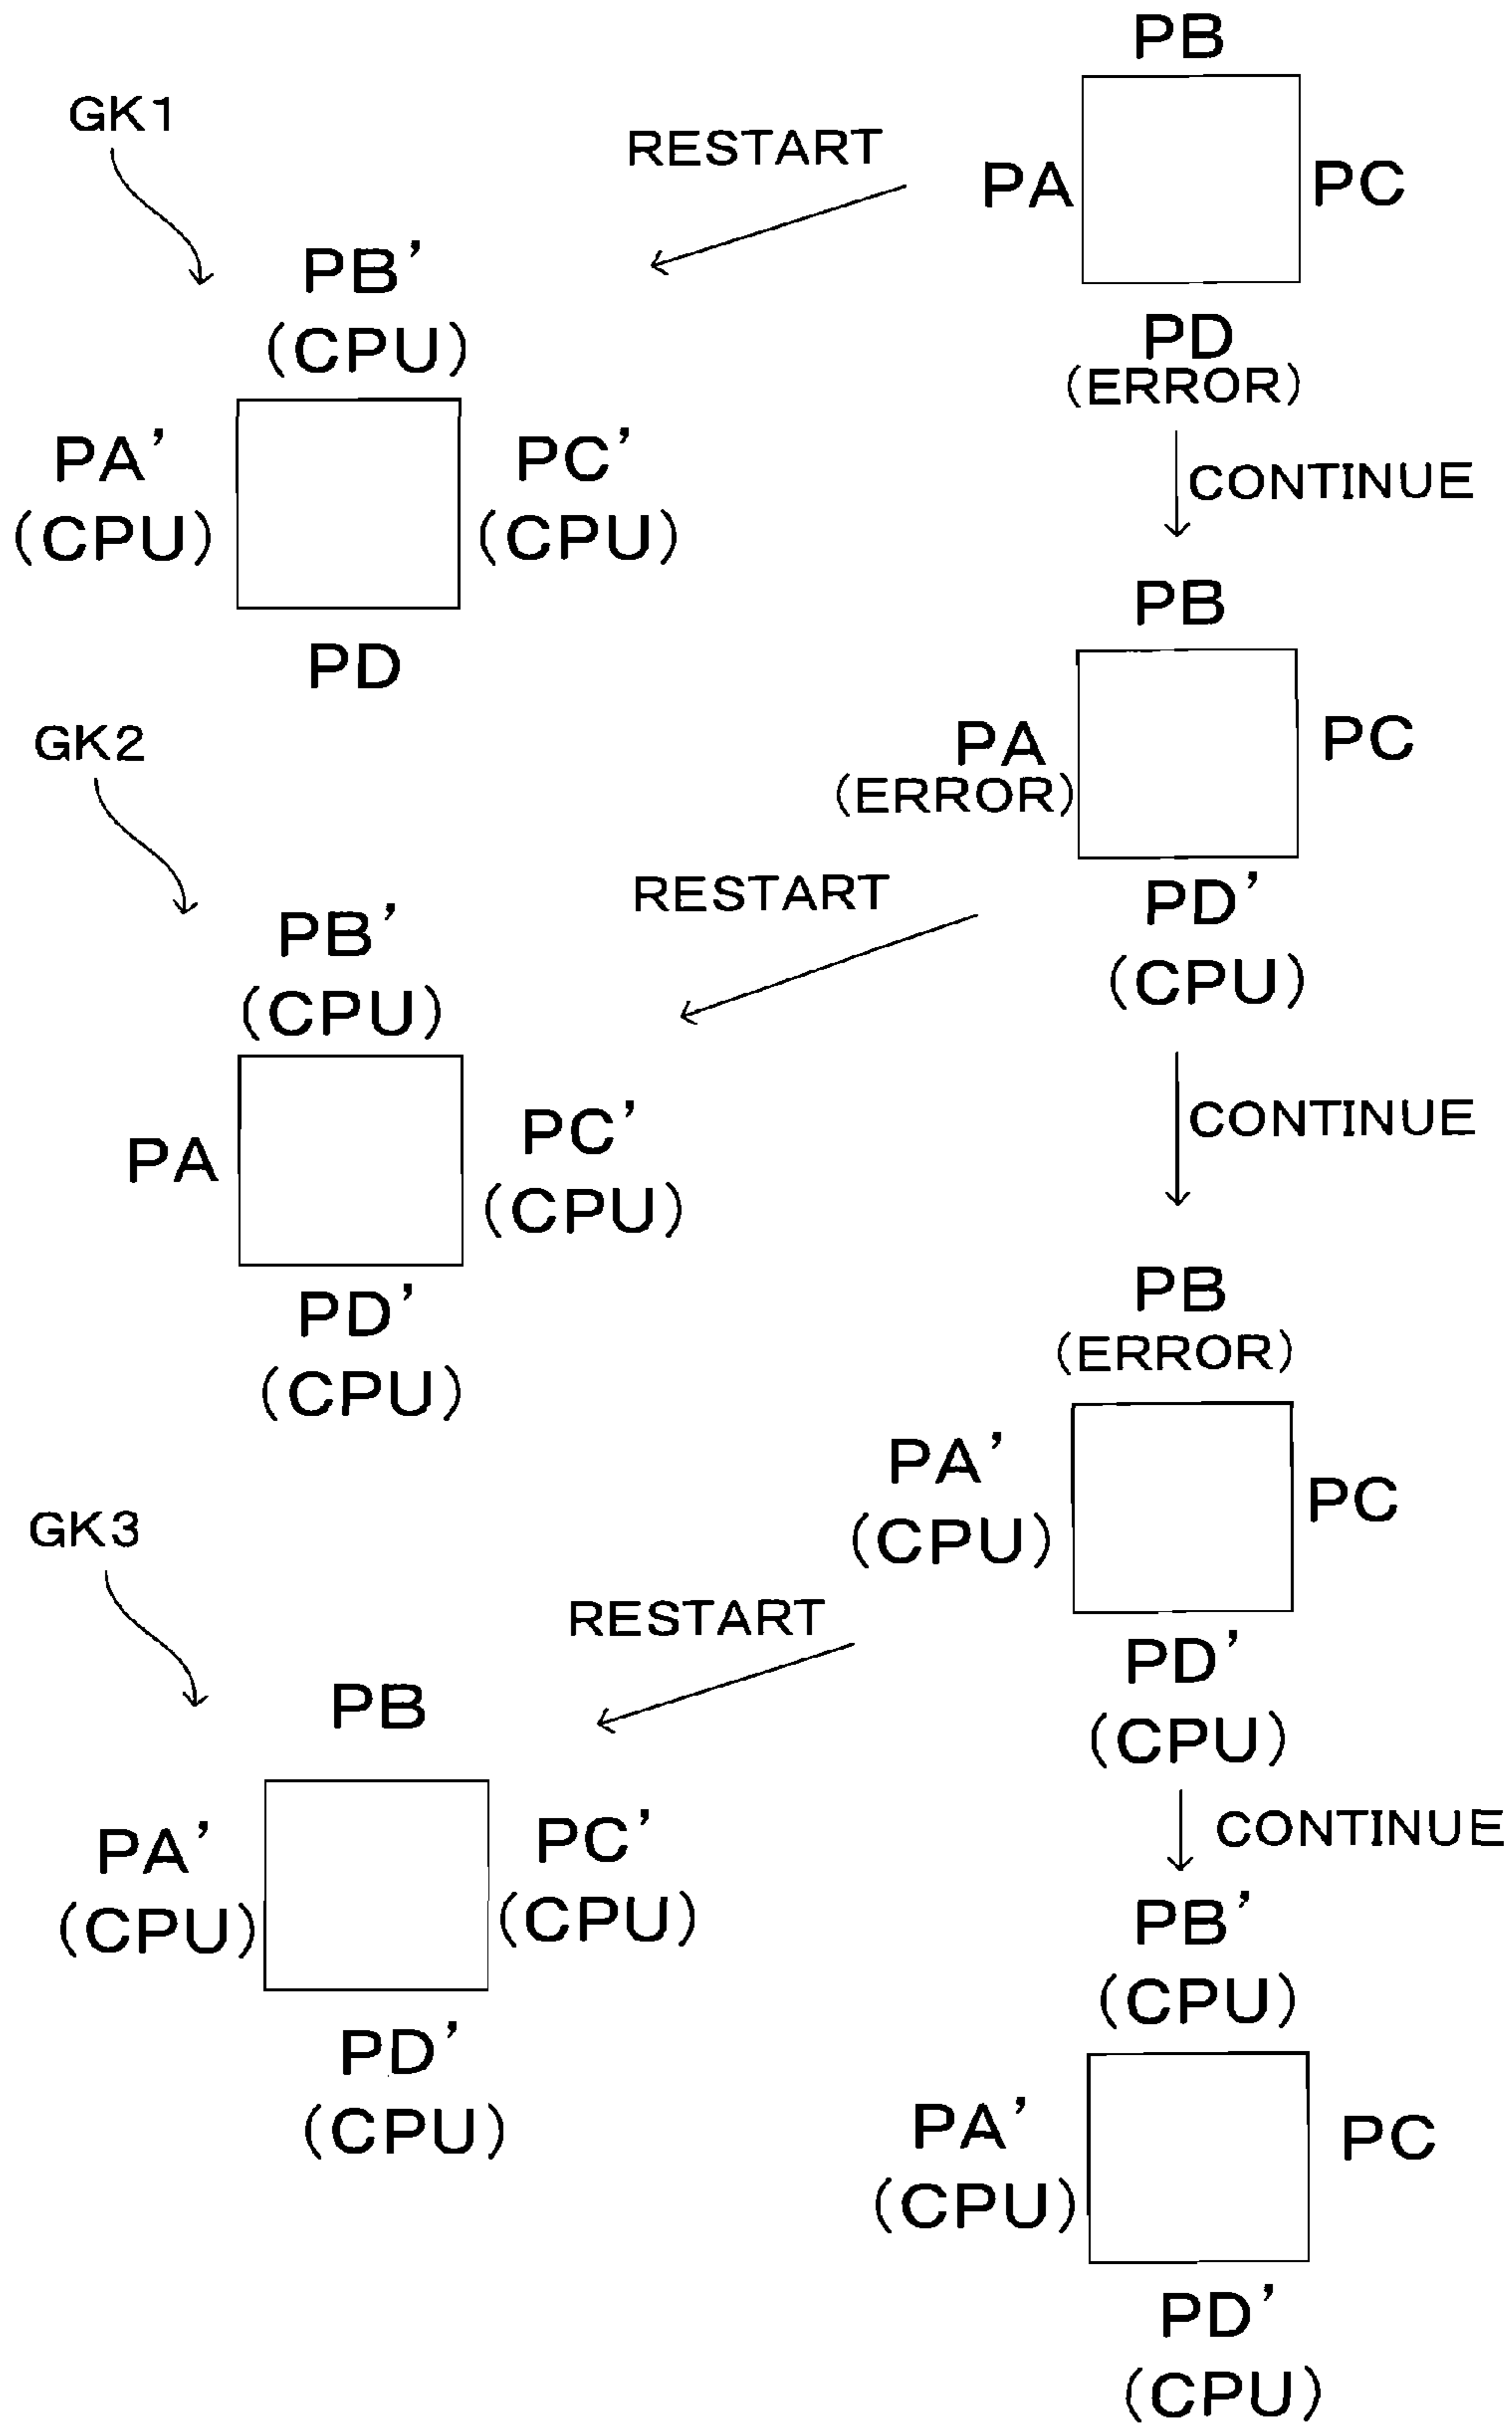 PB
GK1
RESTART
PA
PC
PB'
(CPU)
PD
(ERROR)
PA'
(CPU)
PC'
(CPU)
CONTINUE
PD
PB
GK2
PA
(ERROR)
PC
RESTART
PD'
(CPU)
PB'
(CPU)
CONTINUE
PA
PC'
(CPU)
PD'
(CPU)
PB
(ERROR)
GK3
PA'
(CPU)
PC
RESTART
PD'
(CPU)
PB
CONTINUE
PA'
(CPU)
PC'
(CPU)
PB'
(CPU)
PD'
(CPU)
PA'
(CPU)
PC
PD'
(CPU)